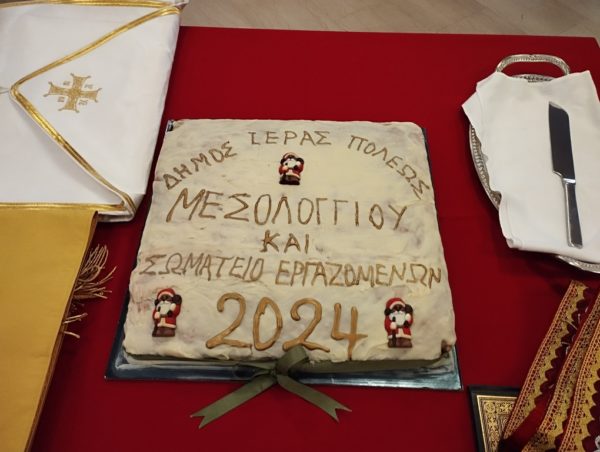 ΔΗΜΟΣ ΙΕΡΑΣ ΠΟΛΕΩΣ
ΜΕΣΟΛΟΓΓΙΟΥ
ΚΑΙ
ΣΩΜΑΤΕΙΟ ΕΡΓΑΖΟΜΕΝΩΝ
2024